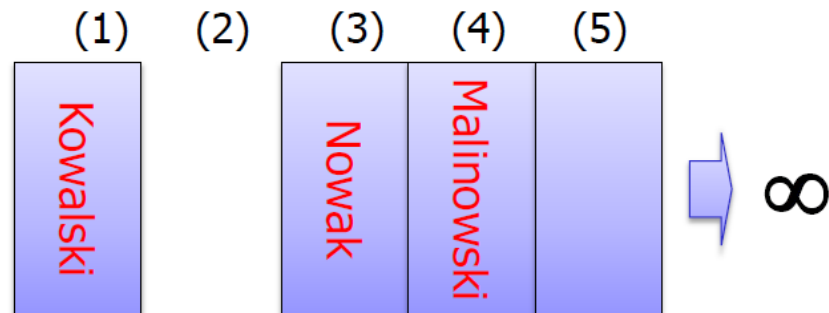 (1) (2) (3) (4) (5)
Kowalski
Nowak
Malinowski
∞